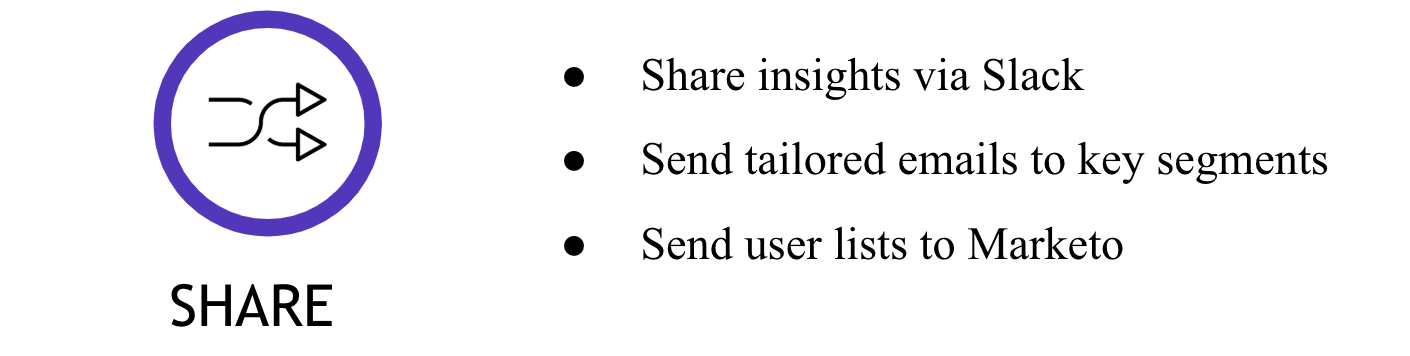 ● Share insights via Slack
● Send tailored emails to key segments
● Send user lists to Marketo
SHARE